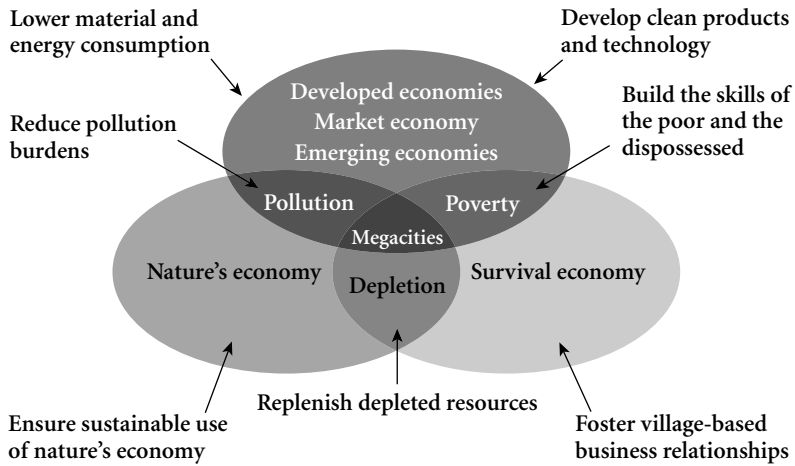 Lower material and
energy consumption
Develop clean products
and technology
Developed economies
Market economy
Emerging economies
Build the skills of
the poor and the
dispossessed
Reduce pollution
burdens
Pollution
Poverty
Megacities
Nature's economy
Depletion
Survival economy
Ensure sustainable use
of nature's economy
Replenish depleted resources
Foster village-based
business relationships